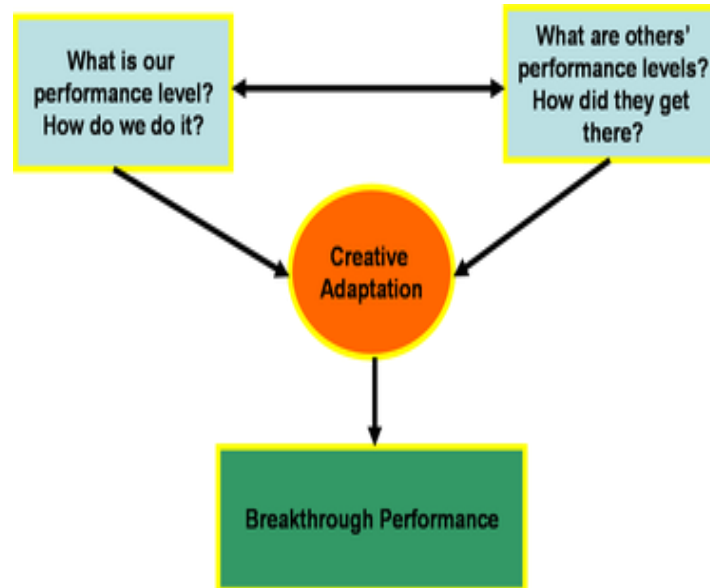 What is our
performance level?
How do we do it?
What are others'
performance levels?
How did they get
there?
Creative
Adaptation
Breakthrough Performance